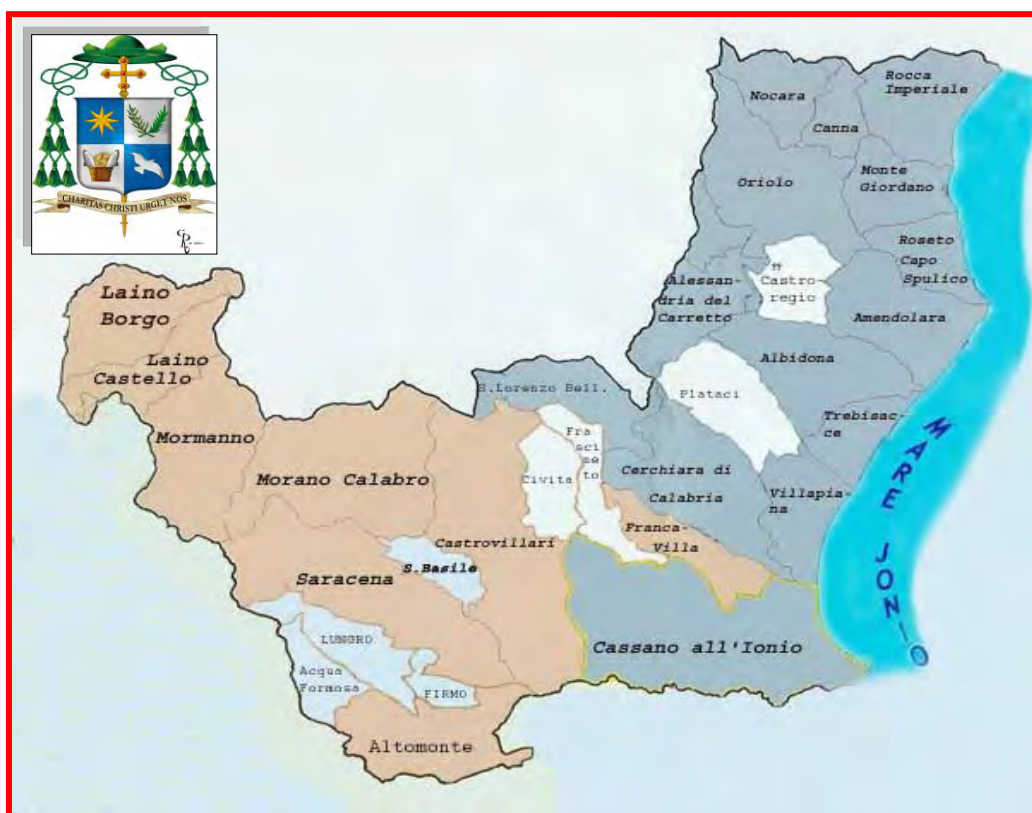 CHARITAS CHRISTI URGET NOS
Nocara
Rocca
Imperiale
Canna
Oriolo
Monte
Giordano
Roseto
Capo
Spulico
Alessan-
dria del
Carretto
"
Castro-
regio
Amendolara
Albidona
Plataci
Trebisac-
ce
Laino
Borgo
Laino
Castello
Mormanno
Morano Calabro
S.Lorenzo Bell.
Civita
Fra
sci
ne
to
Cerchiara di
Calabria
Villapia-
na
Franca-
Villa
Castrovillari
S.Basile
Saracena
LUNGRO
Acqua
Formosa
FIRMO
Altomonte
Cassano all'Ionio
MARE JONIO